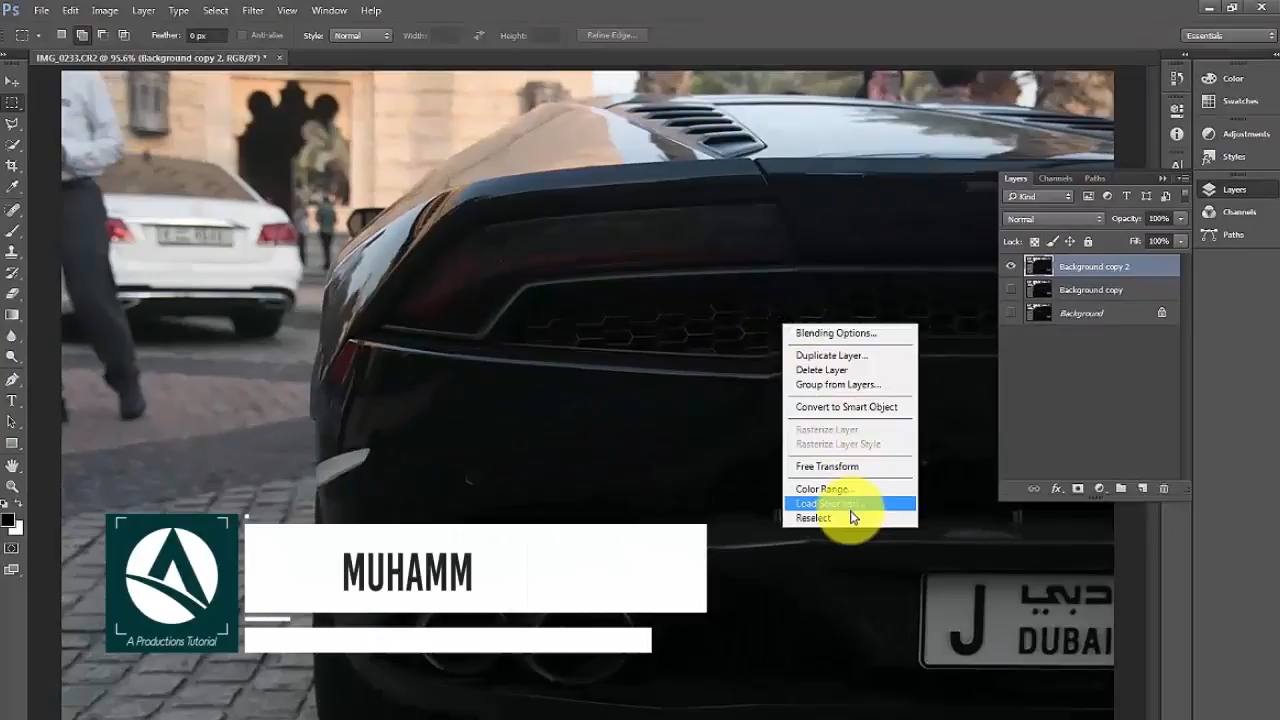 Ps File Edit Image Layer Type Select Filter View Window Help
Feather: 0 px Anti-alias Style: Normal Width: Height: Refine Edge... Essentials
IMG_0233.CR2 @ 95.6% (Background copy 2, RGB/8*) * ×
Color
Swatches
Adjustments
Styles
Layers
Channels
Paths
Layers Channels Paths
Kind
Normal Opacity: 100%
Lock: Fill: 100%
Background copy 2
Background copy
Background
Blending Options...
Duplicate Layer...
Delete Layer
Group from Layers...
Convert to Smart Object
Rasterize Layer
Rasterize Layer Style
Free Transform
Color Range...
Load
Reselect
MUHAMM
A Productions Tutorial
J دبي
DUBAI